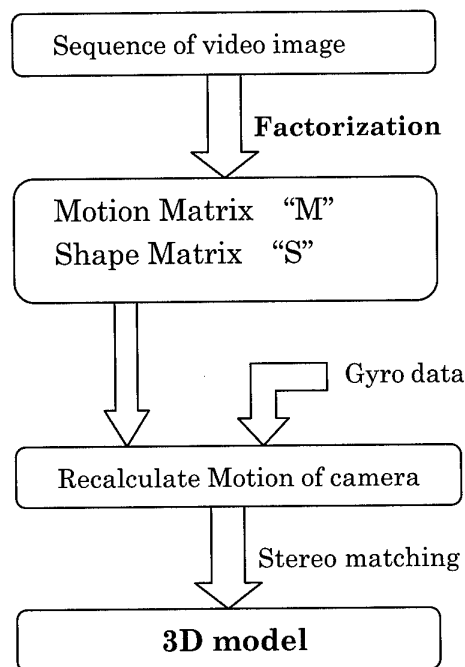 Sequence of video image
Factorization
Motion Matrix “M”
Shape Matrix “S”
Gyro data
Recalculate Motion of camera
Stereo matching
3D model